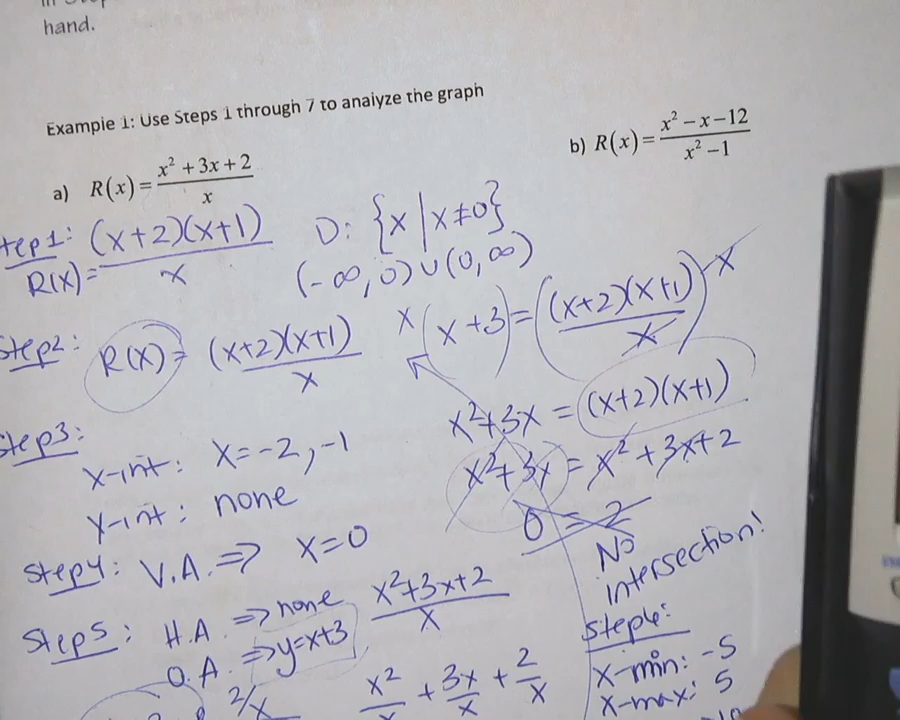 hand.
Example 1: Use Steps 1 through 7 to analyze the graph
a) R(x) = (x² + 3x + 2)/x
b) R(x) = (x² − x − 12)/(x² − 1)
tep1: R(x) = (x+2)(x+1)/x
D: {x | x≠0}
(-∞, 0) ∪ (0, ∞)
Step2: R(x) = (x+2)(x+1)/x
x(x+3) = ((x+2)(x+1)/x) x
x²+3x = (x+2)(x+1)
x²+3x = x²+3x+2
0 = 2
No
intersection!
Step3:
x-int: x=-2, -1
y-int: none
Step4: V.A. ⇒ x=0
Step5: H.A. ⇒ none
O.A. ⇒ y=x+3
(x²+3x+2)/x
x²/x + 3x/x + 2/x
2/x
Step6:
x-min: -5
x-max: 5